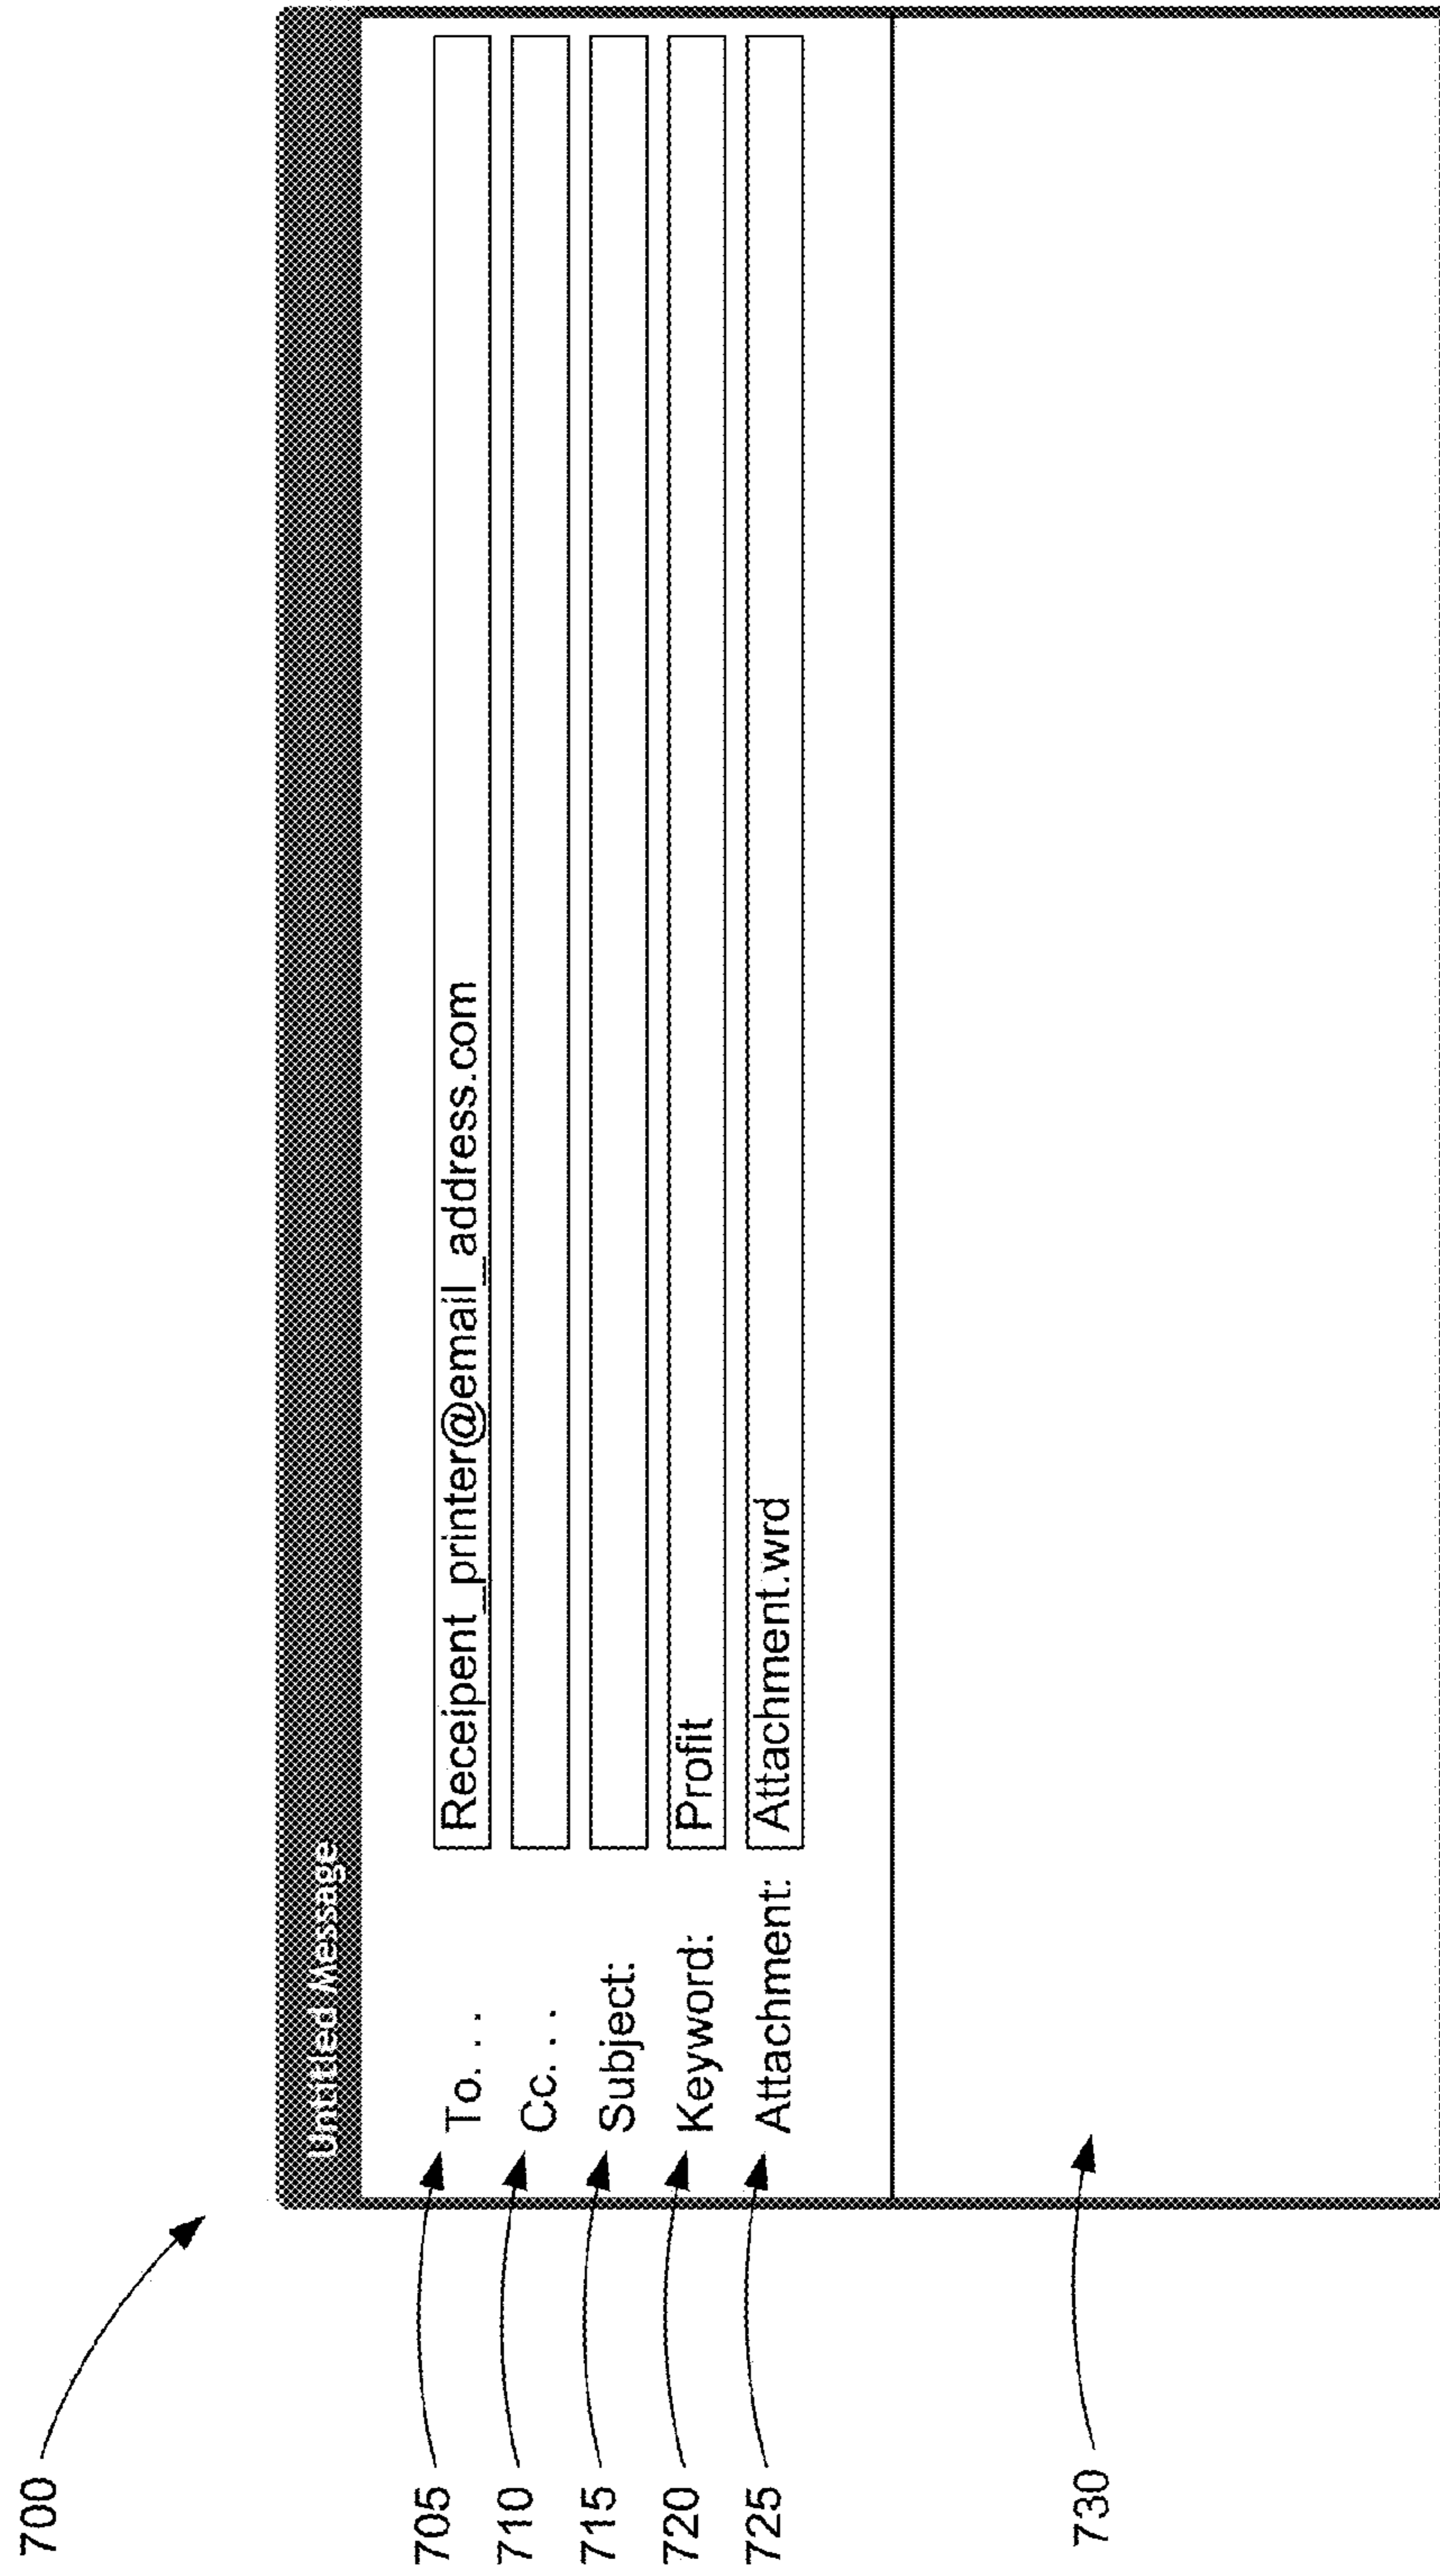 700
Untitled Message
705 To. . . Receipent_printer@email_address.com
710 Cc. . .
715 Subject:
720 Keyword: Profit
725 Attachment: Attachment.wrd
730